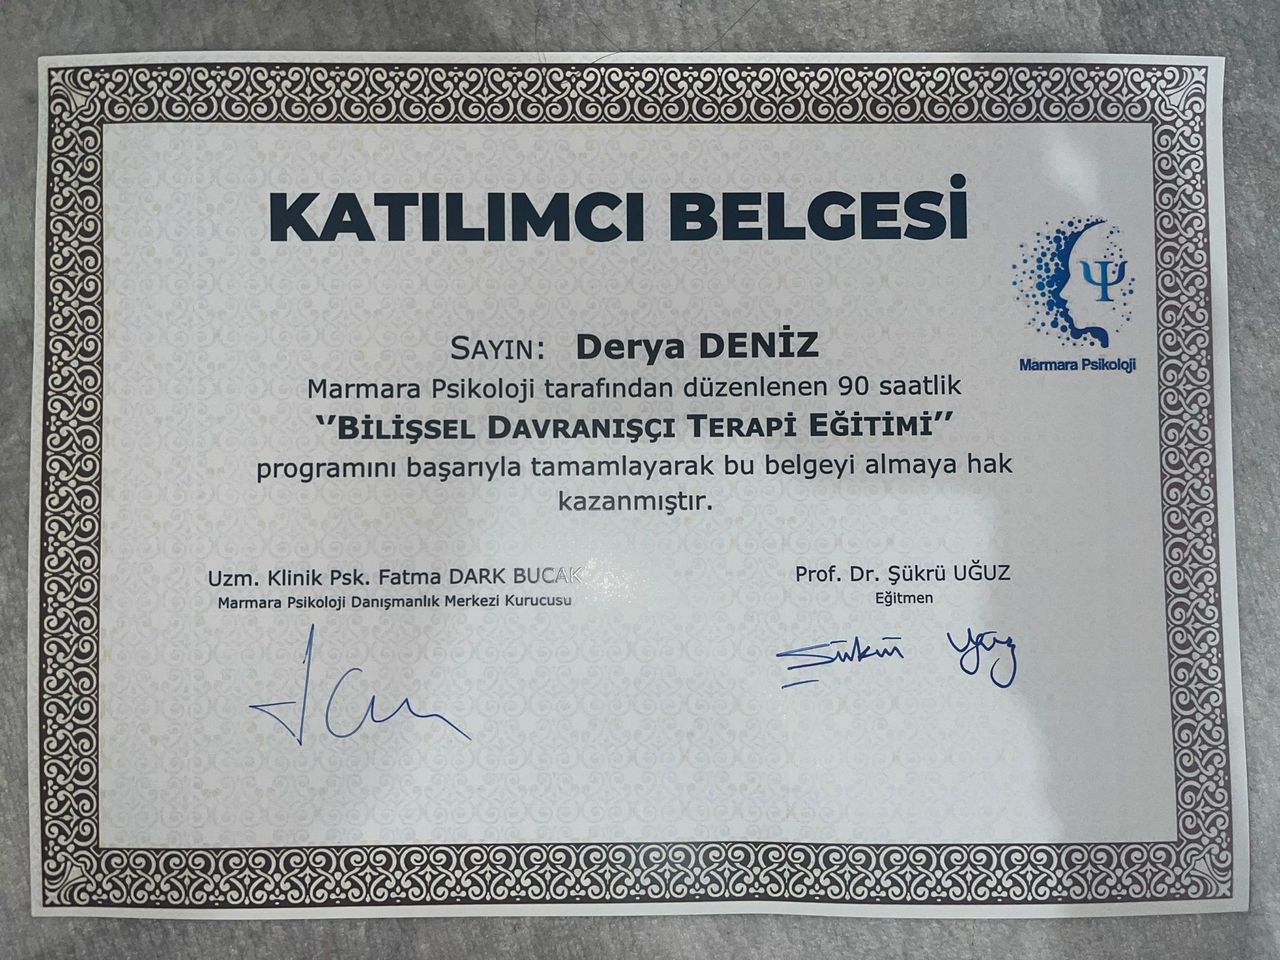 KATILIMCI BELGESİ
Marmara Psikoloji
SAYIN: Derya DENİZ
Marmara Psikoloji tarafından düzenlenen 90 saatlik
‘’BİLİŞSEL DAVRANIŞÇI TERAPİ EĞİTİMİ’’
programını başarıyla tamamlayarak bu belgeyi almaya hak
kazanmıştır.
Uzm. Klinik Psk. Fatma DARK BUCAK
Marmara Psikoloji Danışmanlık Merkezi Kurucusu
Prof. Dr. Şükrü UĞUZ
Eğitmen
Şükrü